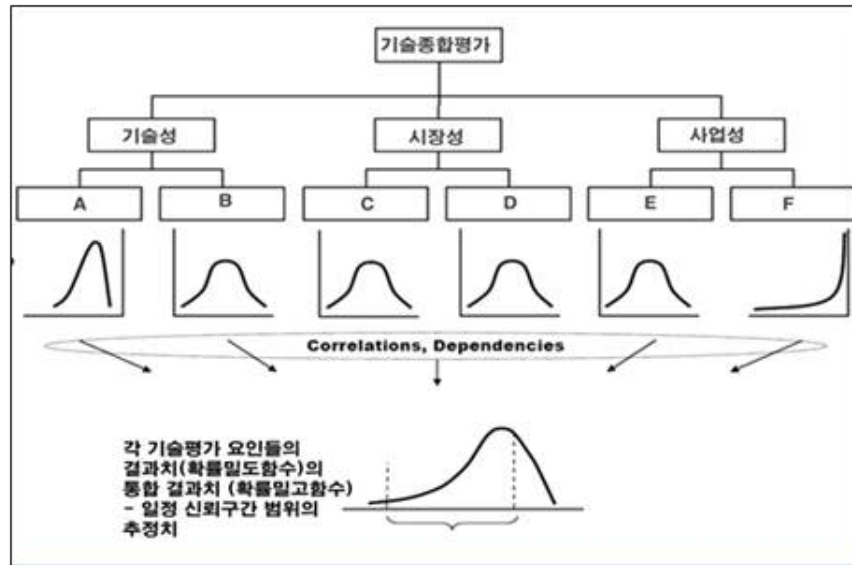 기술종합평가
기술성
시장성
사업성
A
B
C
D
E
F
Correlations, Dependencies
각 기술평가 요인들의
결과치(확률밀도함수)의
통합 결과치 (확률밀고함수)
- 일정 신뢰구간 범위의
추정치